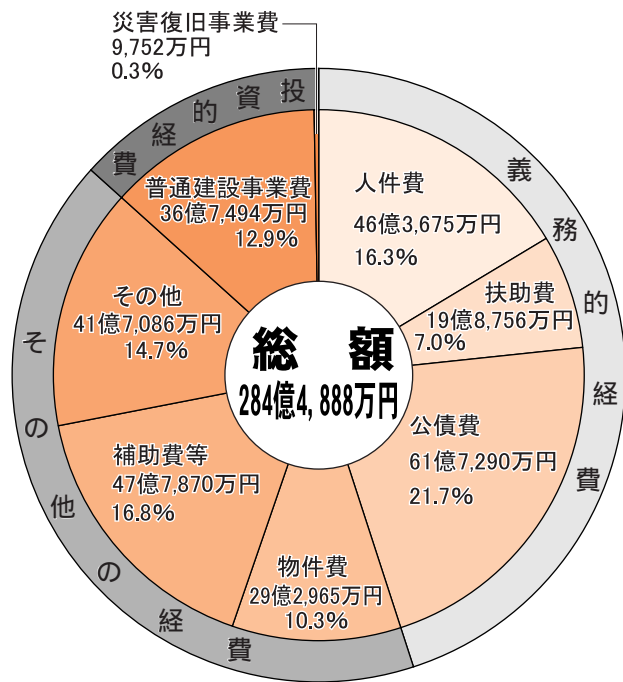 災害復旧事業費
9,752万円
0.3%
投資的経費
義務的経費
その他の経費
普通建設事業費
36億7,494万円
12.9%
人件費
46億3,675万円
16.3%
扶助費
19億8,756万円
7.0%
その他
41億7,086万円
14.7%
総額
284億4,888万円
公債費
61億7,290万円
21.7%
補助費等
47億7,870万円
16.8%
物件費
29億2,965万円
10.3%